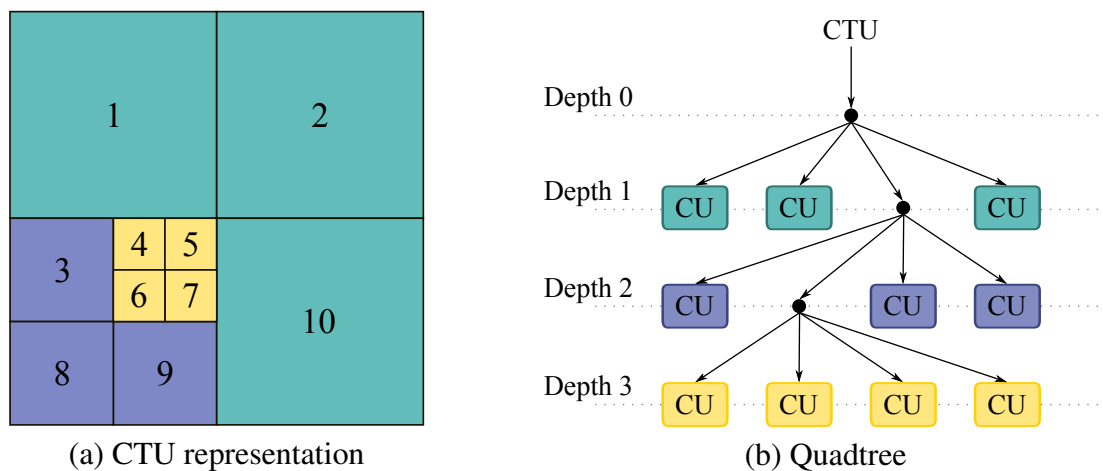 1
2
3
4 5
6 7
8
9
10
(a) CTU representation
CTU
Depth 0
Depth 1
CU CU CU
Depth 2
CU CU CU
Depth 3
CU CU CU CU
(b) Quadtree